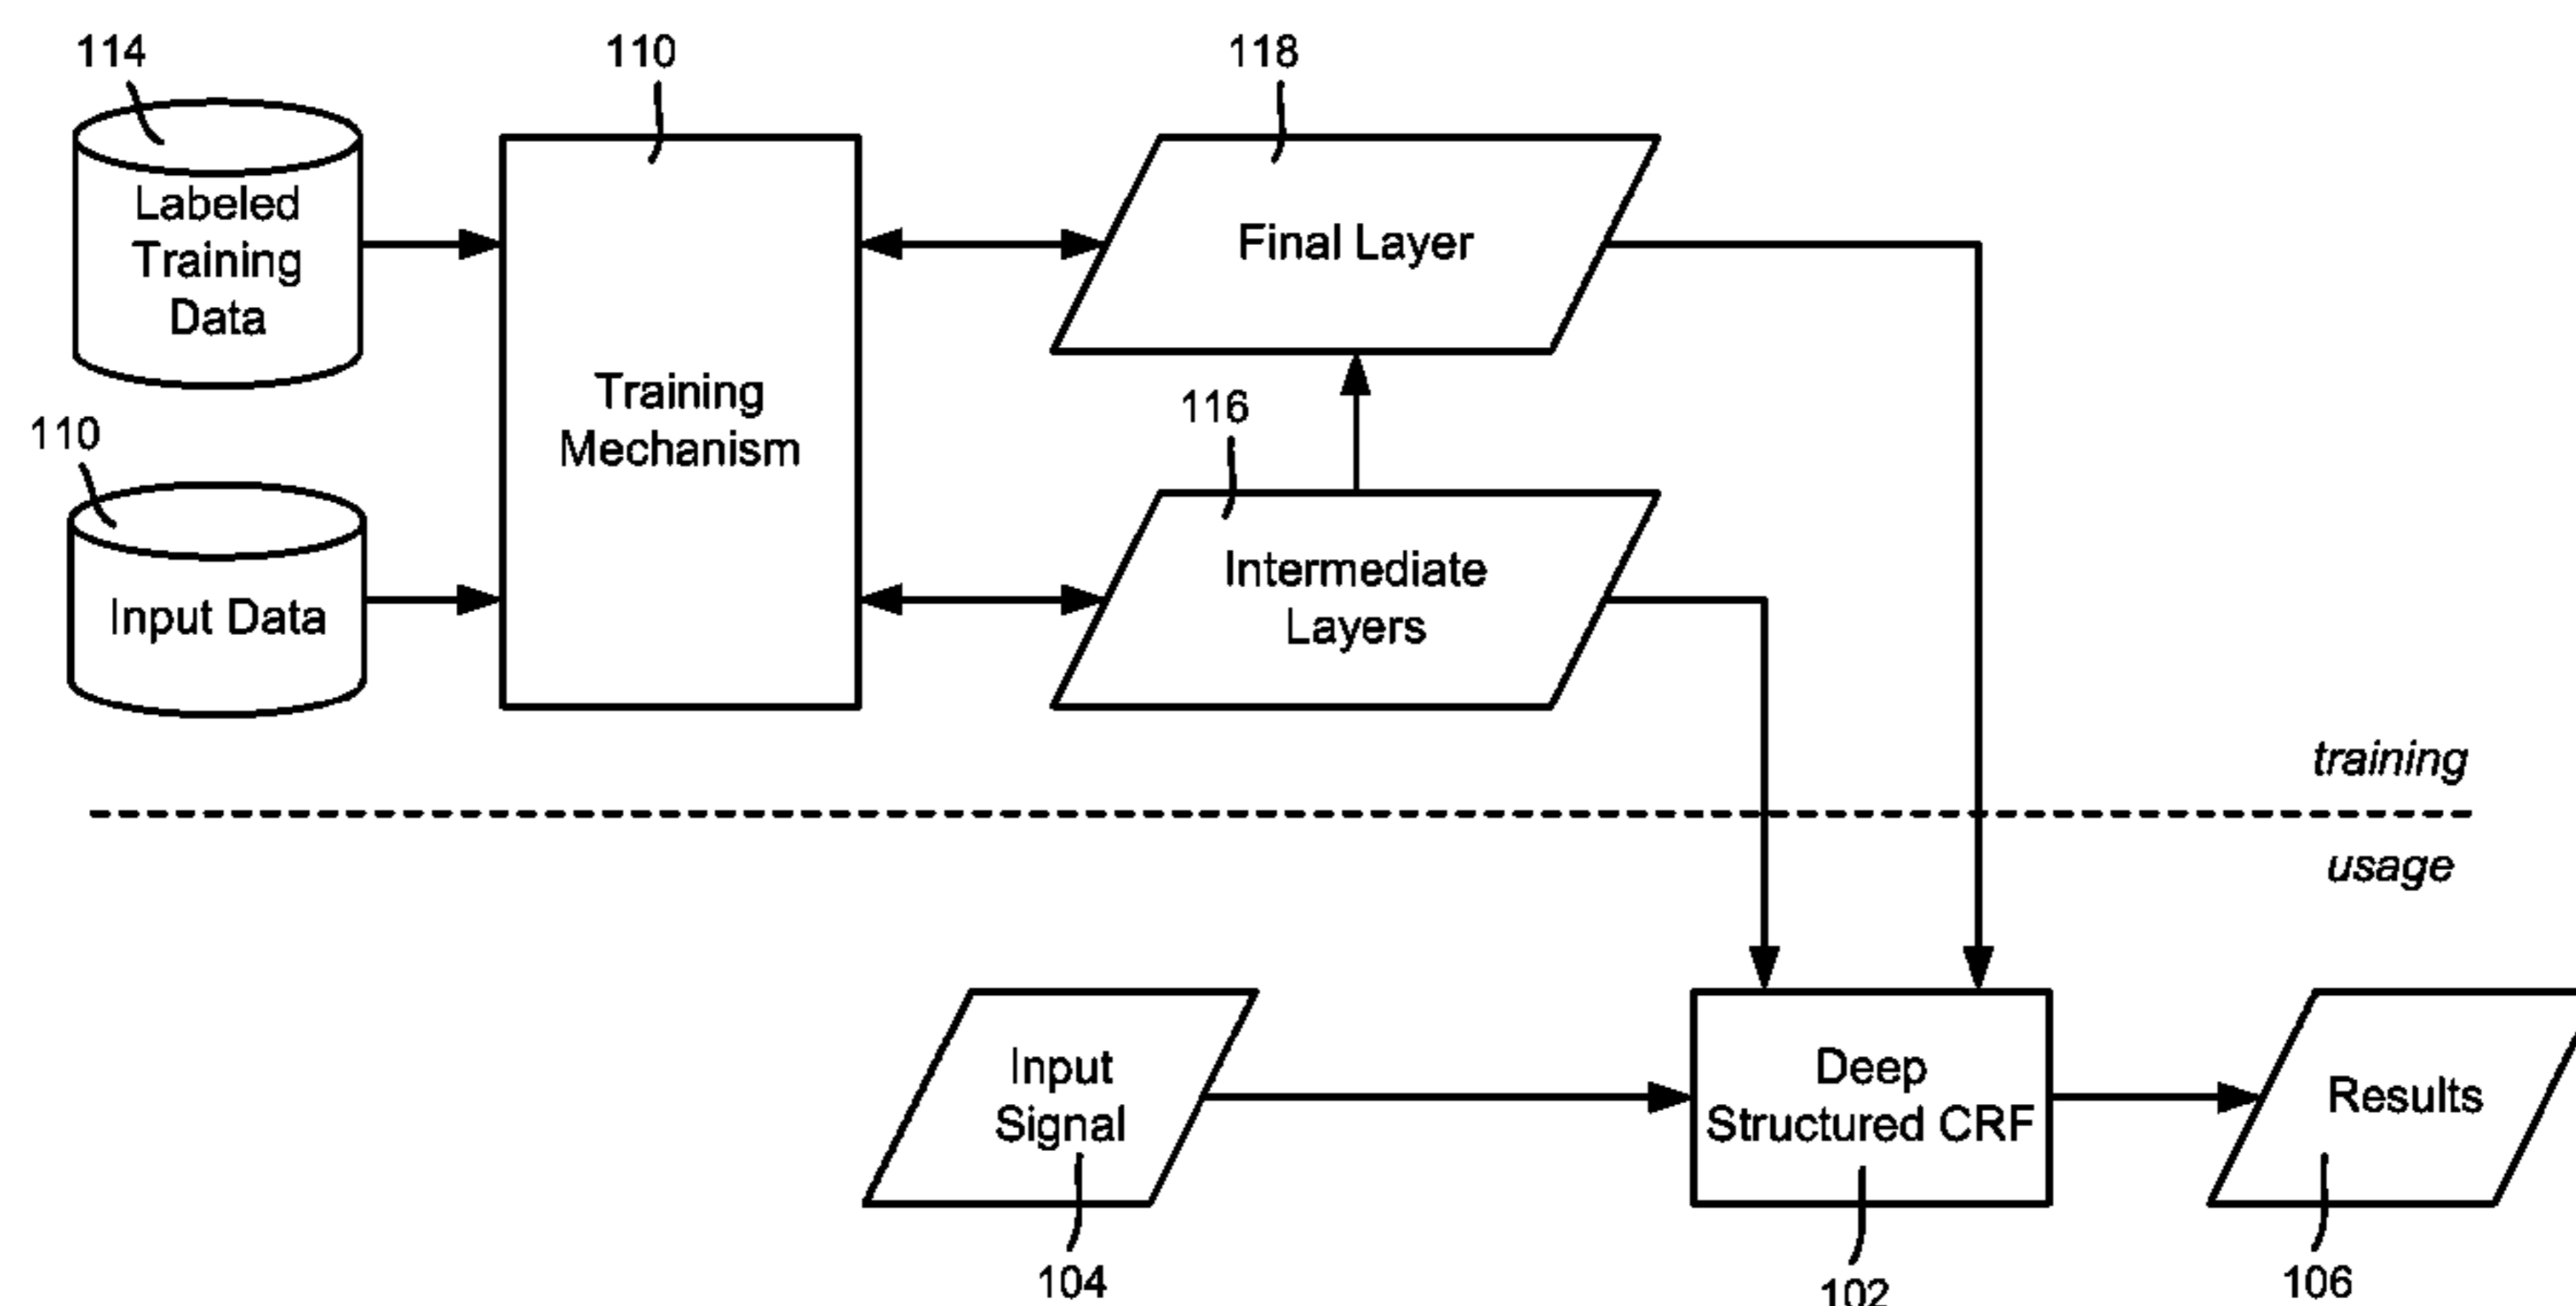 114
110
118
Labeled
Training
Data
Training
Mechanism
Final Layer
110
Input Data
116
Intermediate
Layers
training
usage
Input
Signal
104
Deep
Structured CRF
102
Results
106